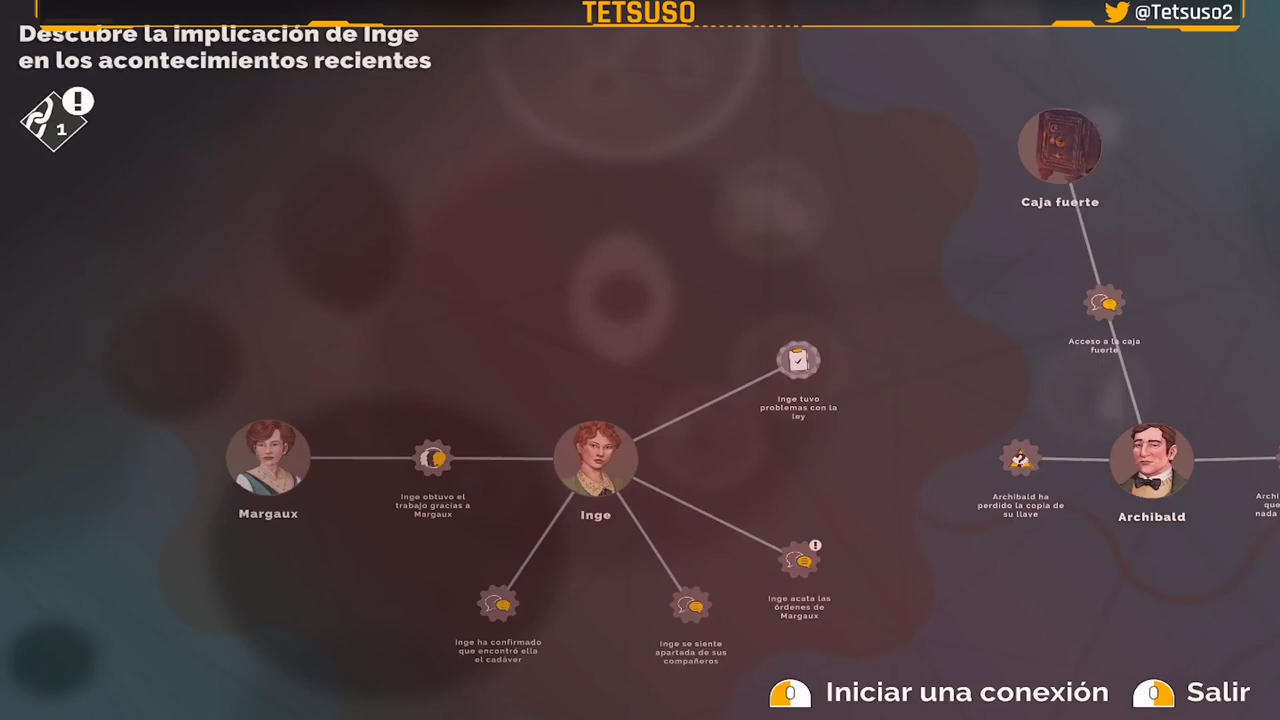 TETSUSO
@Tetsuso2
Descubre la implicación de Inge
en los acontecimientos recientes
1
Caja fuerte
Acceso a la caja
fuerte
Inge tuvo
problemas con la
ley
Margaux
Inge obtuvo el
trabajo gracias a
Margaux
Inge
Archibald ha
perdido la copia de
su llave
Archibald
Archi
que
nada
Inge acata las
órdenes de
Margaux
Inge ha confirmado
que encontró ella
el cadáver
Inge se siente
apartada de sus
compañeros
Iniciar una conexión
Salir